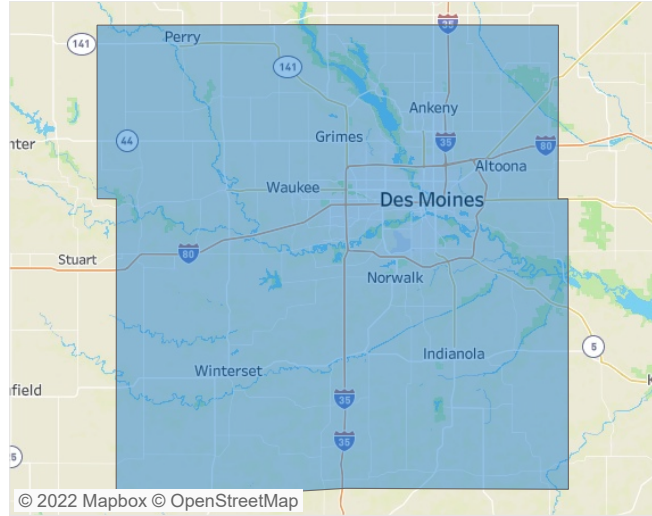 35
Perry
141
141
Ankeny
Grimes
44
nter
35
80
Altoona
Waukee
Des Moines
Stuart
80
Norwalk
5
Indianola
Winterset
K
nfield
35
35
5
© 2022 Mapbox © OpenStreetMap